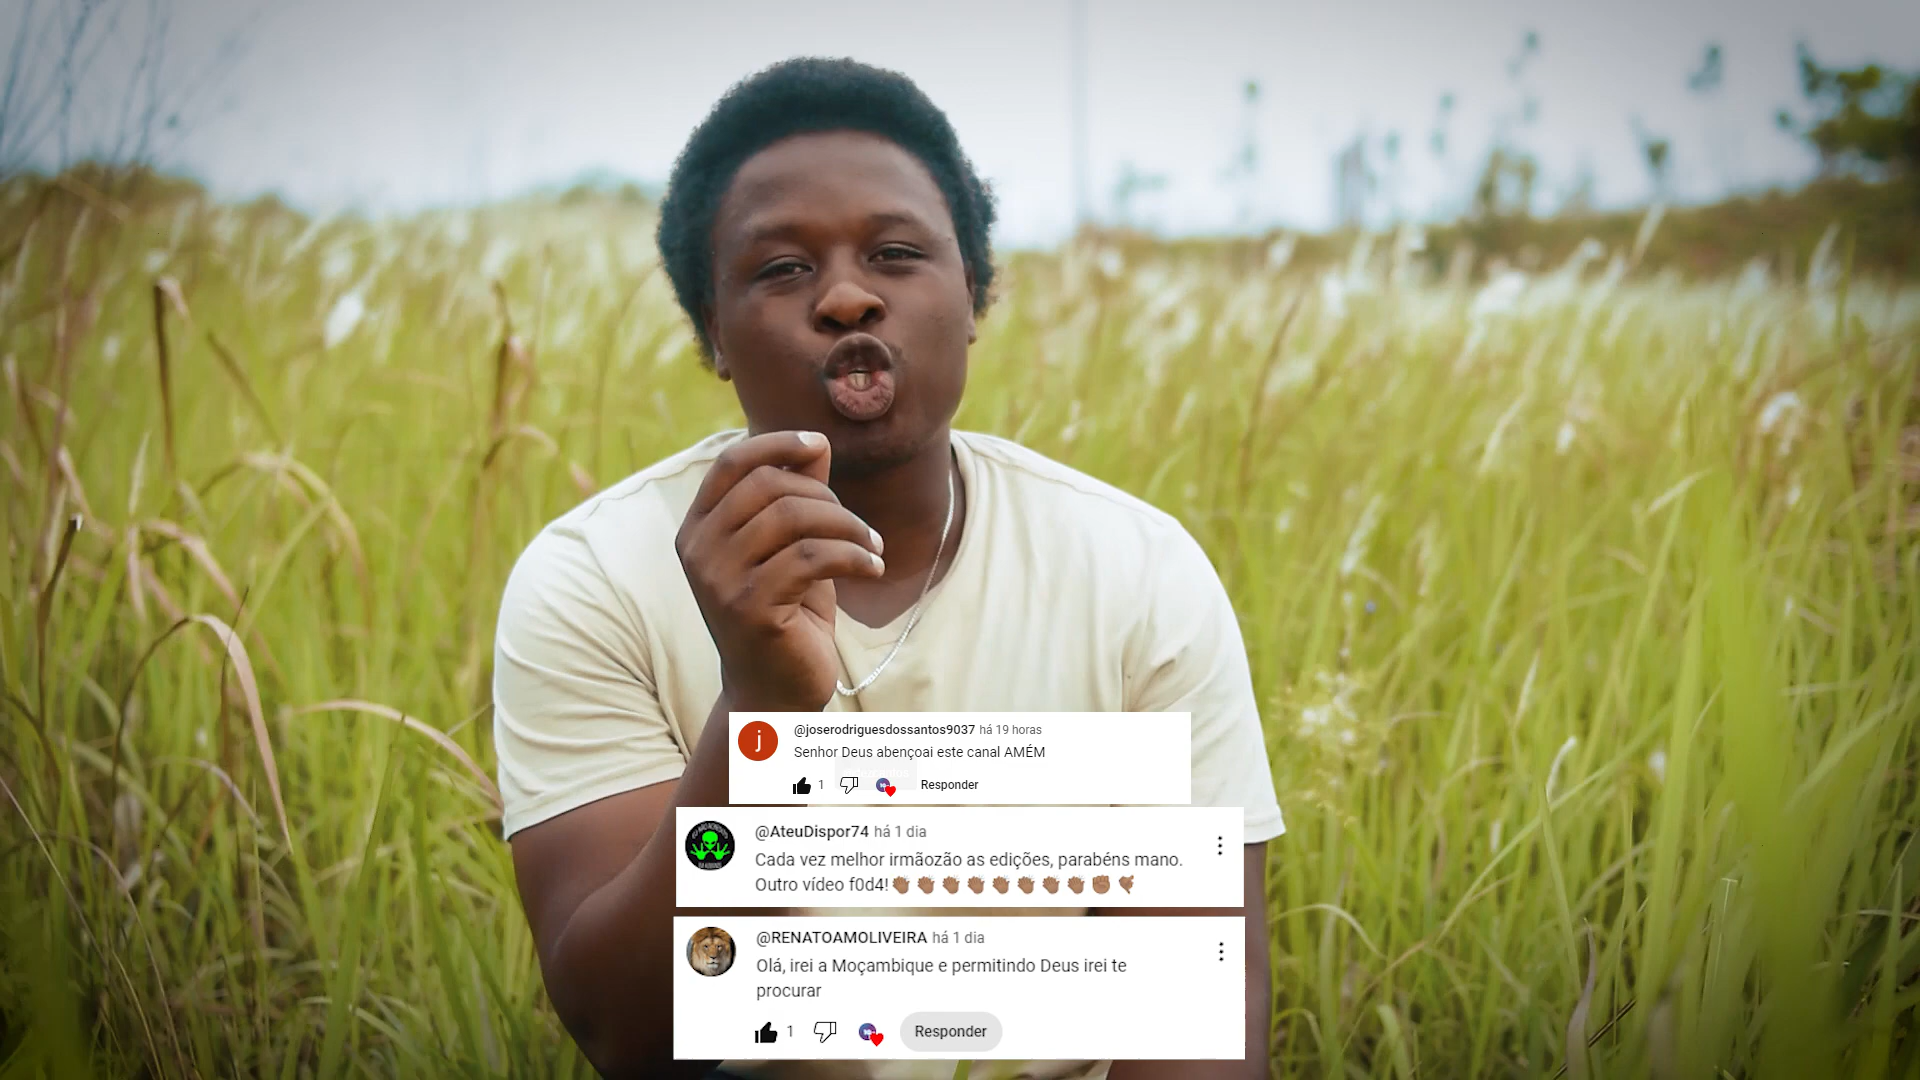 j
@joserodriguesdossantos9037 há 19 horas
Senhor Deus abençoai este canal AMÉM
1
Responder
@AteuDispor74 há 1 dia
Cada vez melhor irmãozão as edições, parabéns mano.
Outro vídeo f0d4!👏🏽👏🏽👏🏽👏🏽👏🏽👏🏽👏🏽👏🏽✊🏽🤙🏽
@RENATOAMOLIVEIRA há 1 dia
Olá, irei a Moçambique e permitindo Deus irei te
procurar
1
Responder